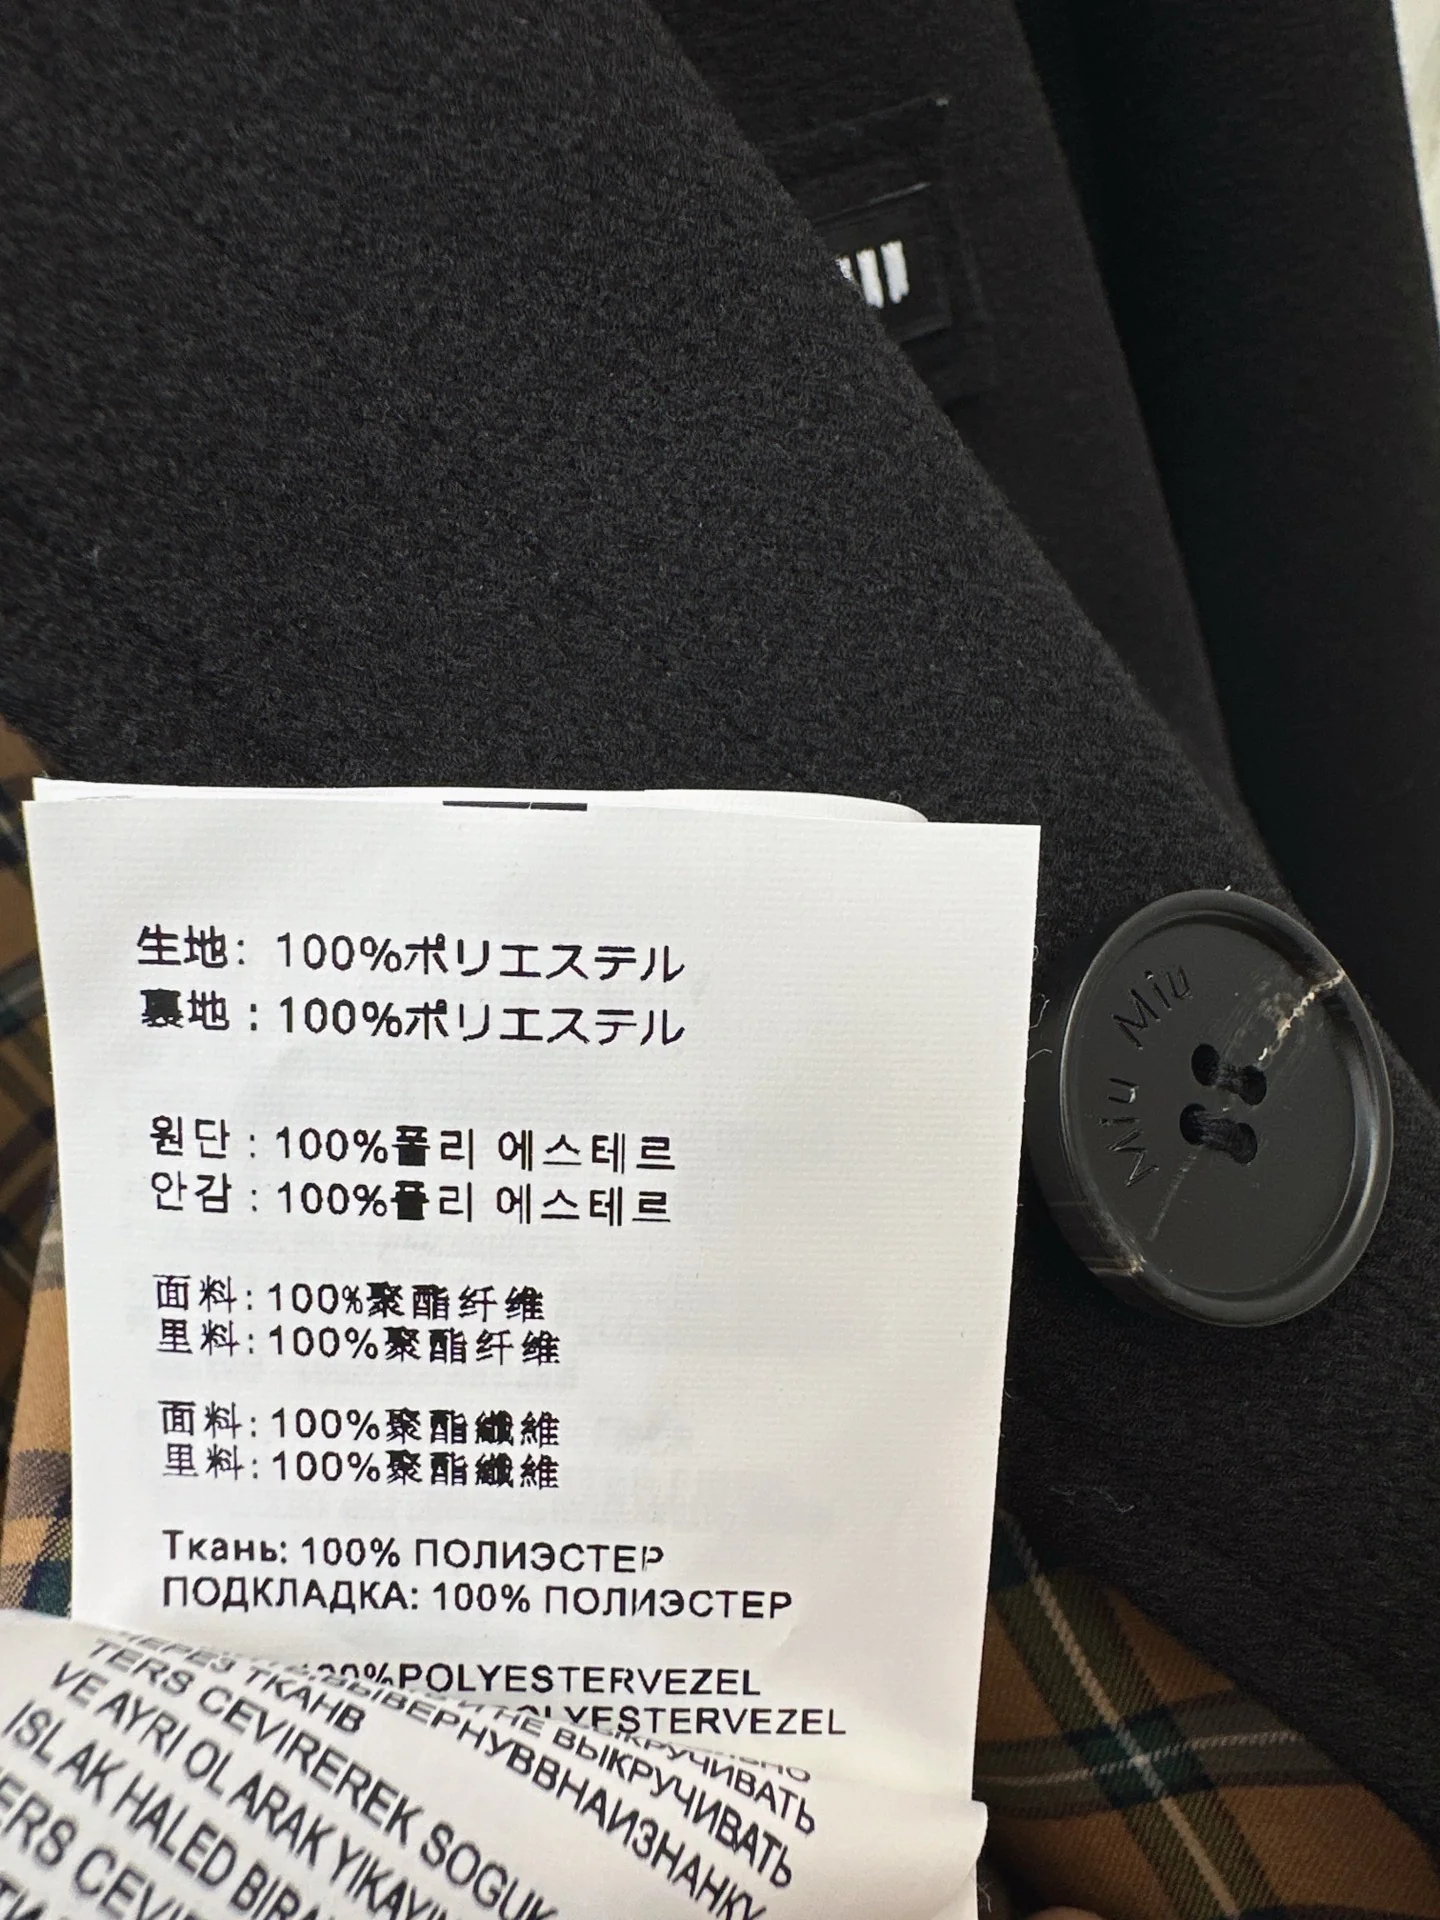 生地: 100%ポリエステル
裏地 : 100%ポリエステル
원단 : 100%폴리 에스테르
안감 : 100%폴리 에스테르
面料: 100%聚酯纤维
里料: 100%聚酯纤维
面料: 100%聚酯纖維
里料: 100%聚酯纖維
Ткань: 100% ПОЛИЭСТЕР
ПОДКЛАДКА: 100% ПОЛИЭСТЕР
POLYESTERVEZEL
ТКАНВ
ВЫКРУЧИВАТЬ
TERS CEVIREREK SOGUK
VE AYRI OLARAK
ISLAK HALED
Miu Miu